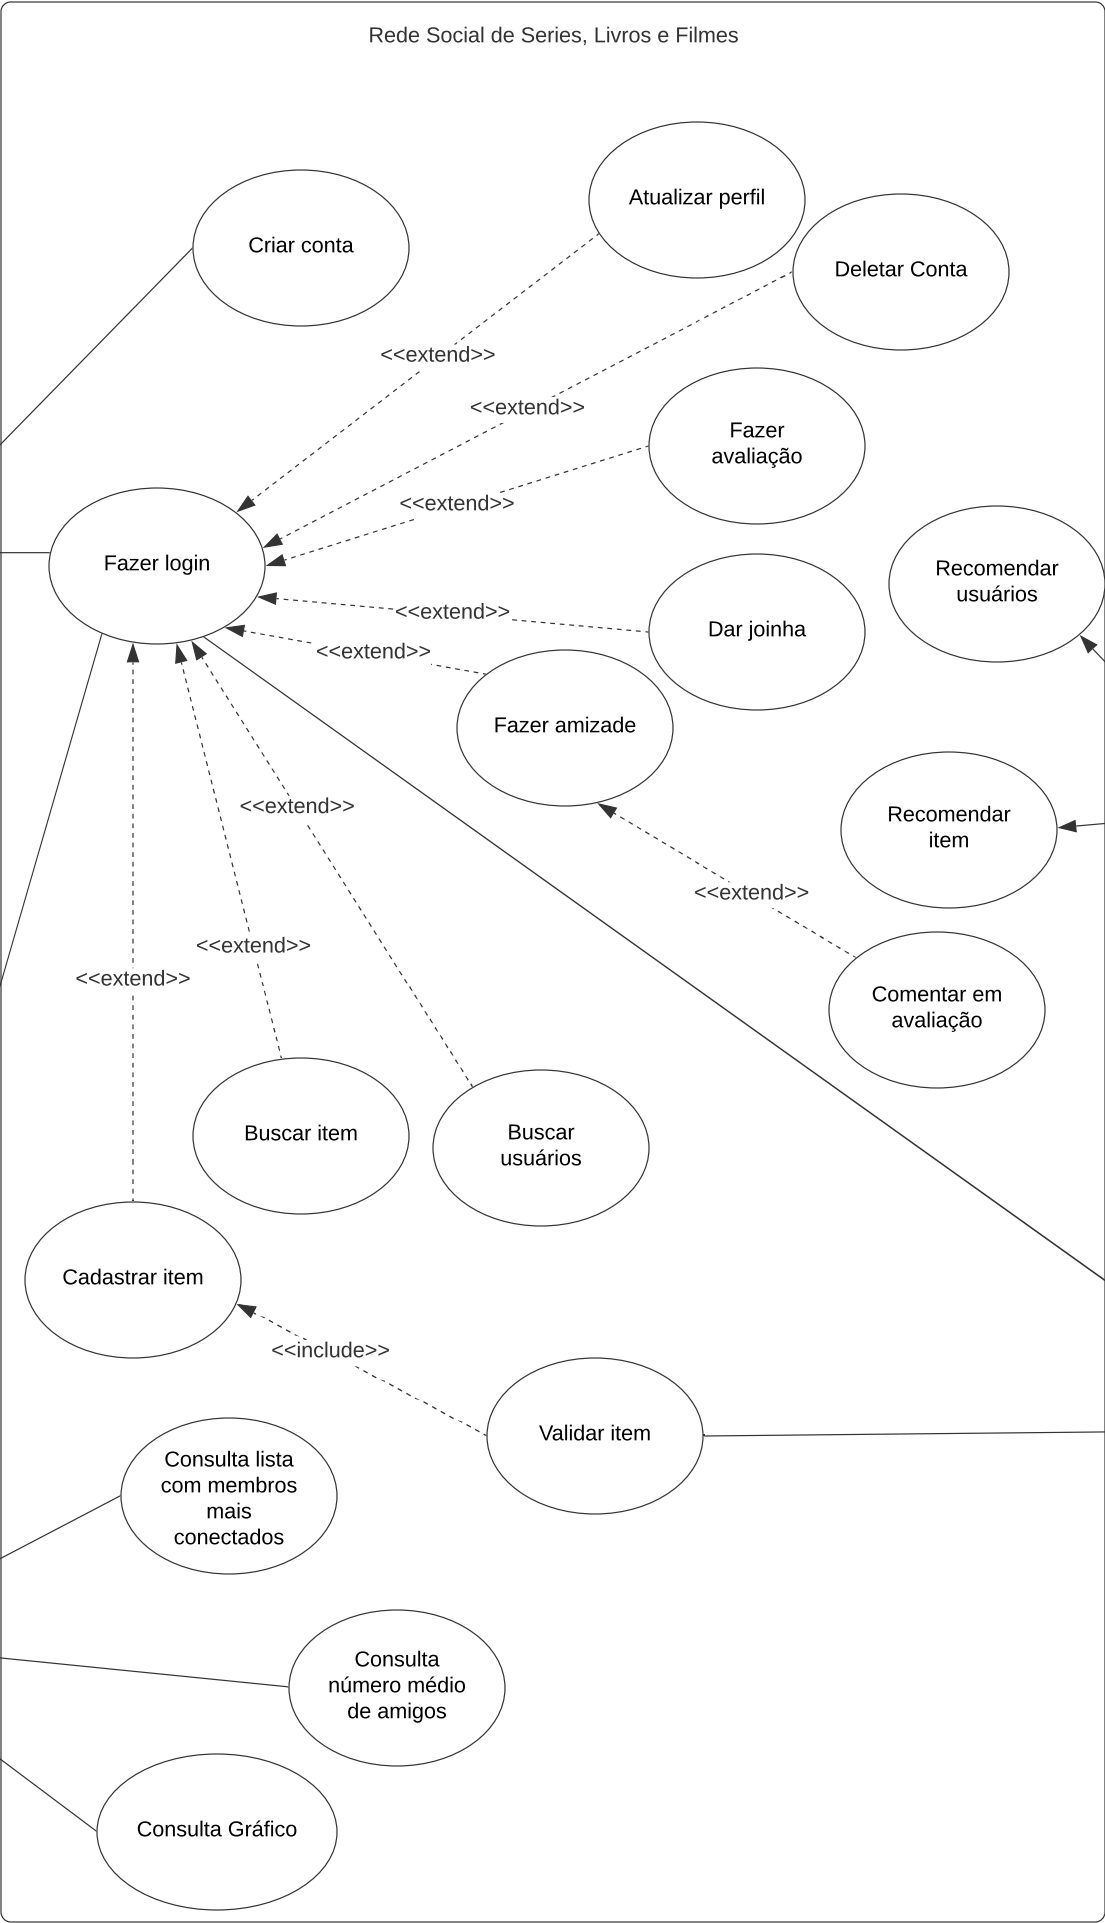 Rede Social de Series, Livros e Filmes
Atualizar perfil
Criar conta
Deletar Conta
<<extend>>
<<extend>>
Fazer
avaliação
<<extend>>
Fazer login
Recomendar
usuários
<<extend>>
Dar joinha
<<extend>>
Fazer amizade
<<extend>>
Recomendar
item
<<extend>>
<<extend>>
<<extend>>
Comentar em
avaliação
Buscar item
Buscar
usuários
Cadastrar item
<<include>>
Validar item
Consulta lista
com membros
mais
conectados
Consulta
número médio
de amigos
Consulta Gráfico